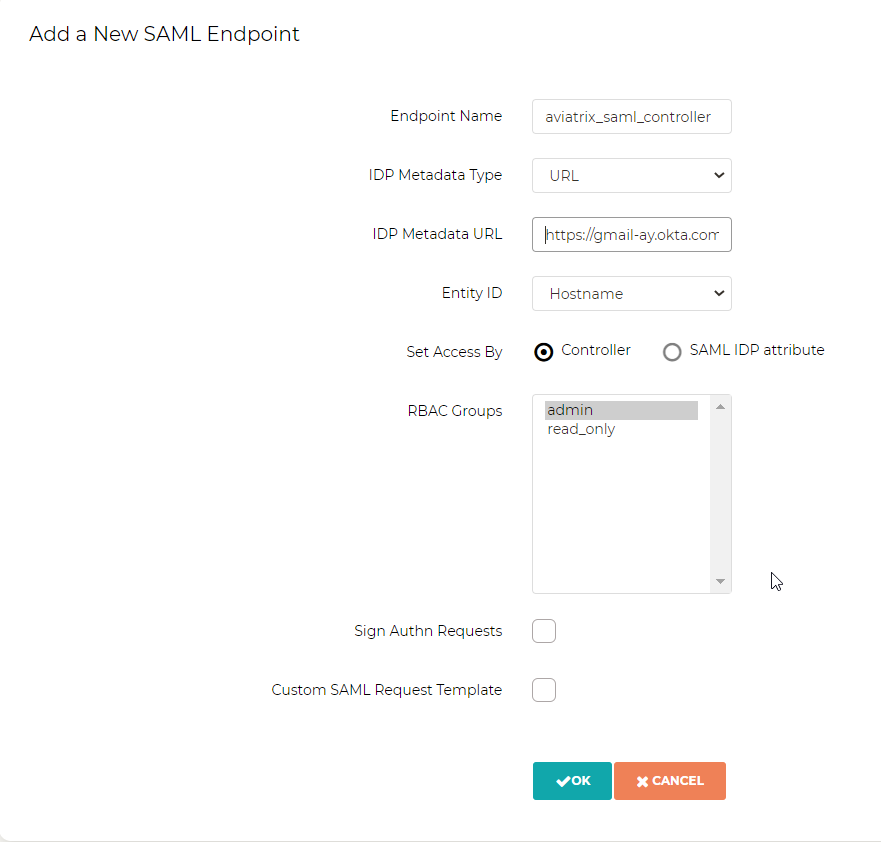 Add a New SAML Endpoint
Endpoint Name aviatrix_saml_controller
IDP Metadata Type URL
IDP Metadata URL https://gmail-ay.okta.com
Entity ID Hostname
Set Access By Controller SAML IDP attribute
RBAC Groups admin
read_only
Sign Authn Requests
Custom SAML Request Template
OK CANCEL